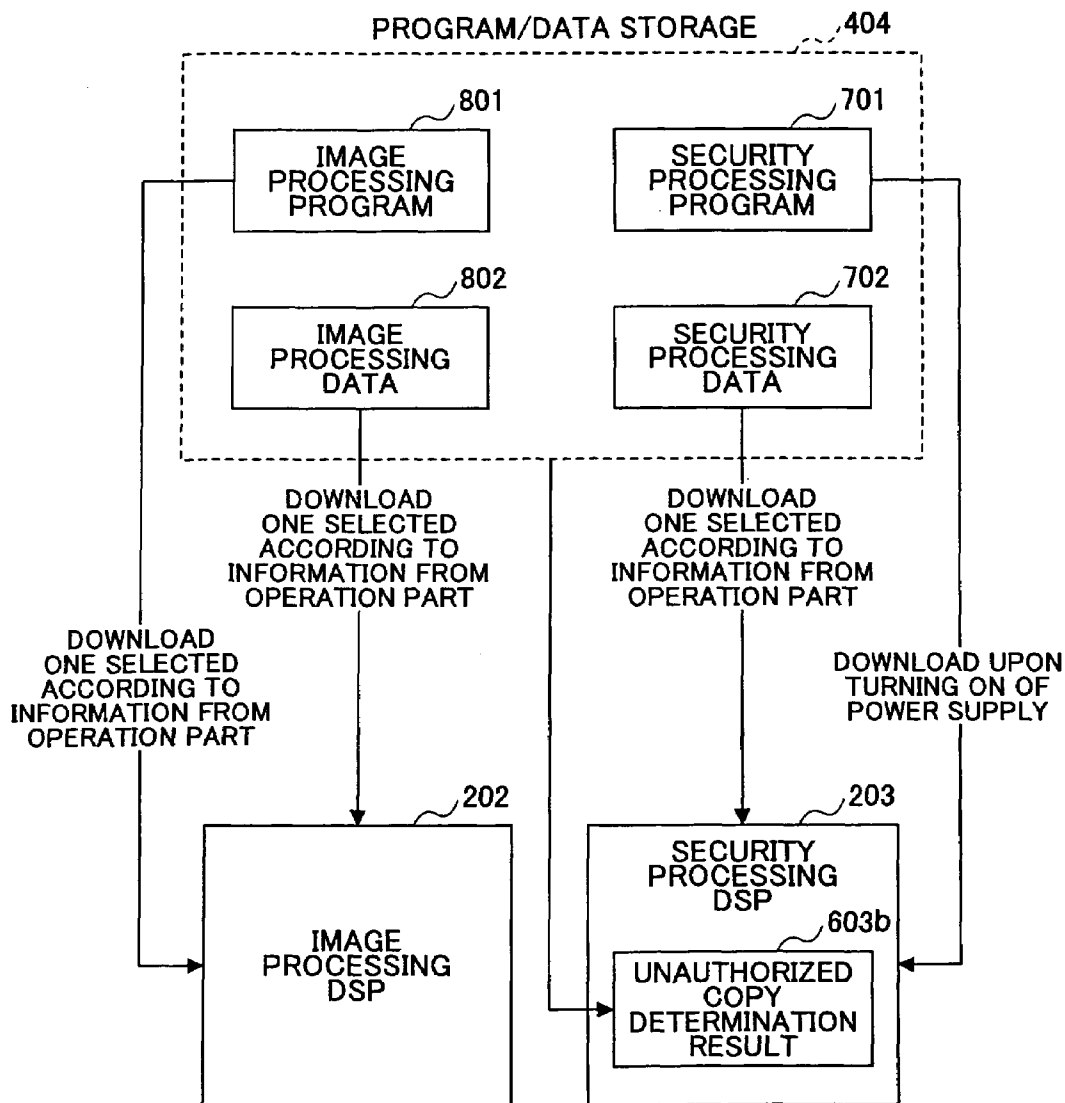 PROGRAM/DATA STORAGE
404
801
IMAGE
PROCESSING
PROGRAM
701
SECURITY
PROCESSING
PROGRAM
802
IMAGE
PROCESSING
DATA
702
SECURITY
PROCESSING
DATA
DOWNLOAD
ONE SELECTED
ACCORDING TO
INFORMATION FROM
OPERATION PART
DOWNLOAD
ONE SELECTED
ACCORDING TO
INFORMATION FROM
OPERATION PART
DOWNLOAD
ONE SELECTED
ACCORDING TO
INFORMATION FROM
OPERATION PART
DOWNLOAD UPON
TURNING ON OF
POWER SUPPLY
202
IMAGE
PROCESSING
DSP
203
SECURITY
PROCESSING
DSP
603b
UNAUTHORIZED
COPY
DETERMINATION
RESULT